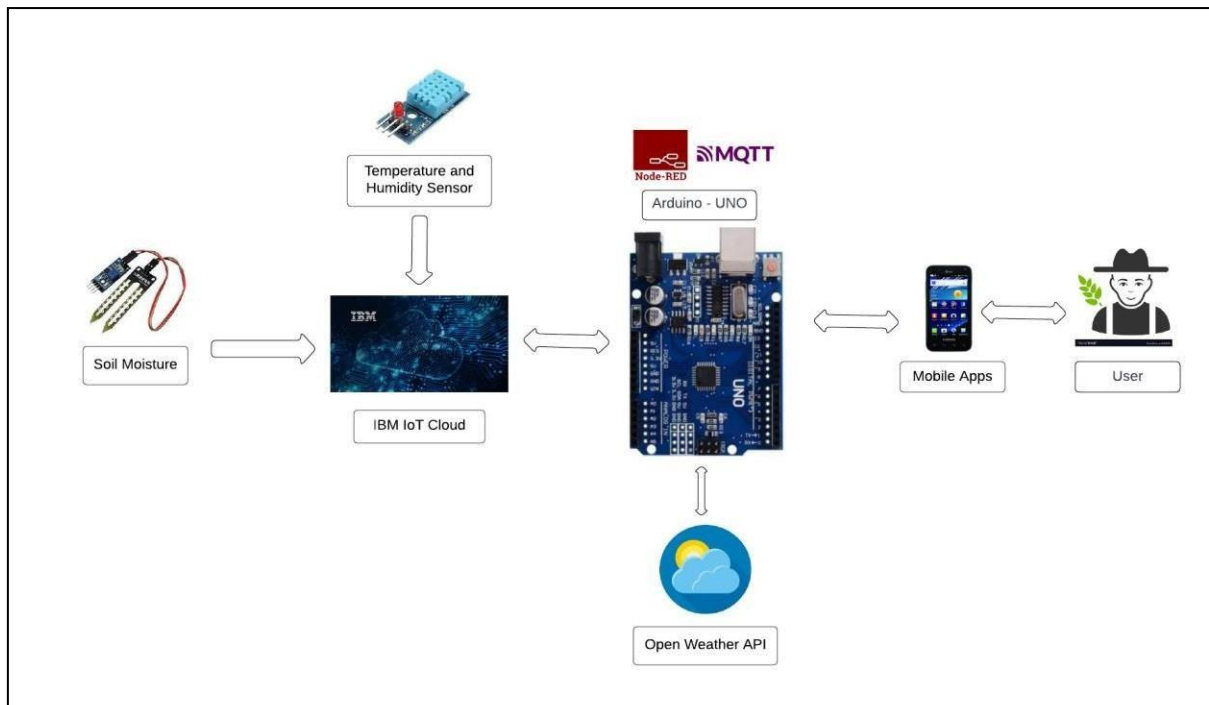 Temperature and
Humidity Sensor
Node-RED
MQTT
Arduino - UNO
IBM
UNO
Soil Moisture
IBM IoT Cloud
Mobile Apps
User
Open Weather API